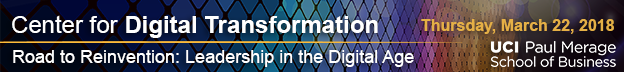 Center for Digital Transformation
Thursday, March 22, 2018
Road to Reinvention: Leadership in the Digital Age
UCI Paul Merage
School of Business